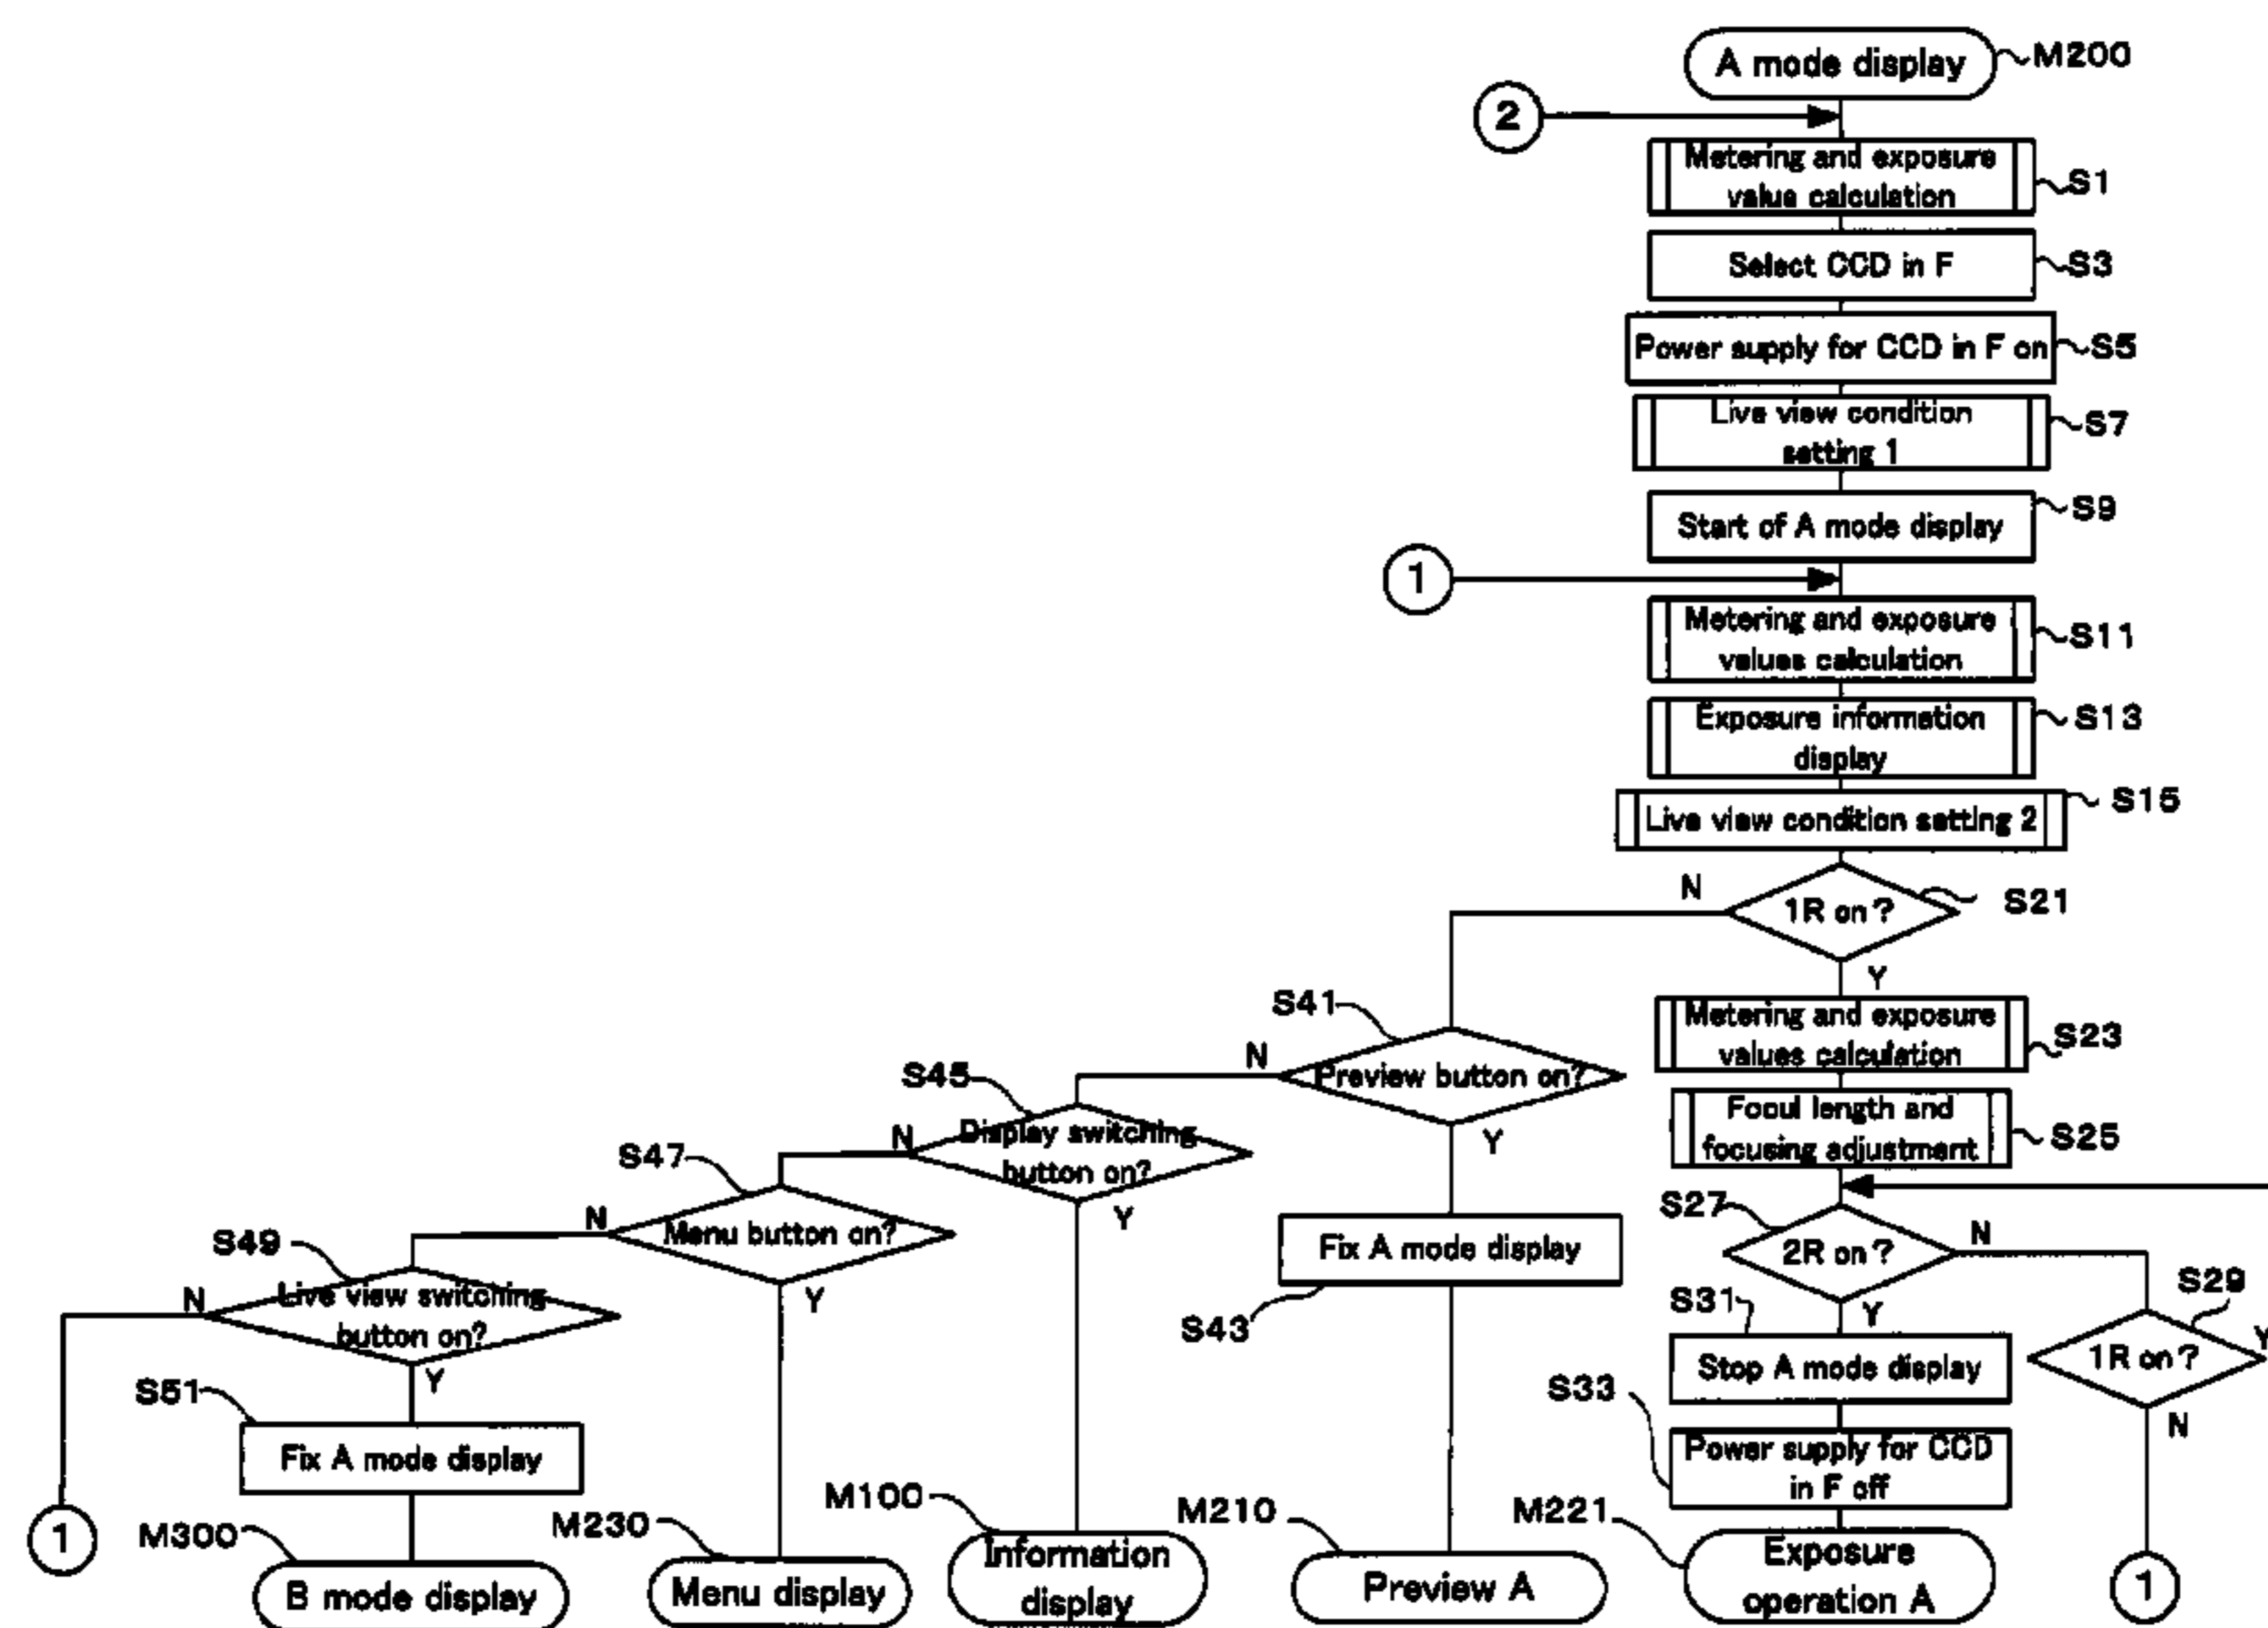 A mode display
M200
2
Metering and exposure
value calculation
S1
Select CCD in F
S3
Power supply for CCD in F on
S5
Live view condition
setting 1
S7
Start of A mode display
S9
1
Metering and exposure
values calculation
S11
Exposure information
display
S13
Live view condition setting 2
S15
N
1R on?
S21
Y
S41
N
Preview button on?
Y
Metering and exposure
values calculation
S23
S45
N
Display switching
button on?
Y
Focul length and
focusing adjustment
S25
S47
N
Menu button on?
Y
Fix A mode display
S43
S27
2R on?
N
Y
S29
1R on?
Y
N
S49
N
Live view switching
button on?
Y
S31
Stop A mode display
S51
Fix A mode display
S33
Power supply for CCD
in F off
1
M300
B mode display
M230
Menu display
M100
Information
display
M210
Preview A
M221
Exposure
operation A
1